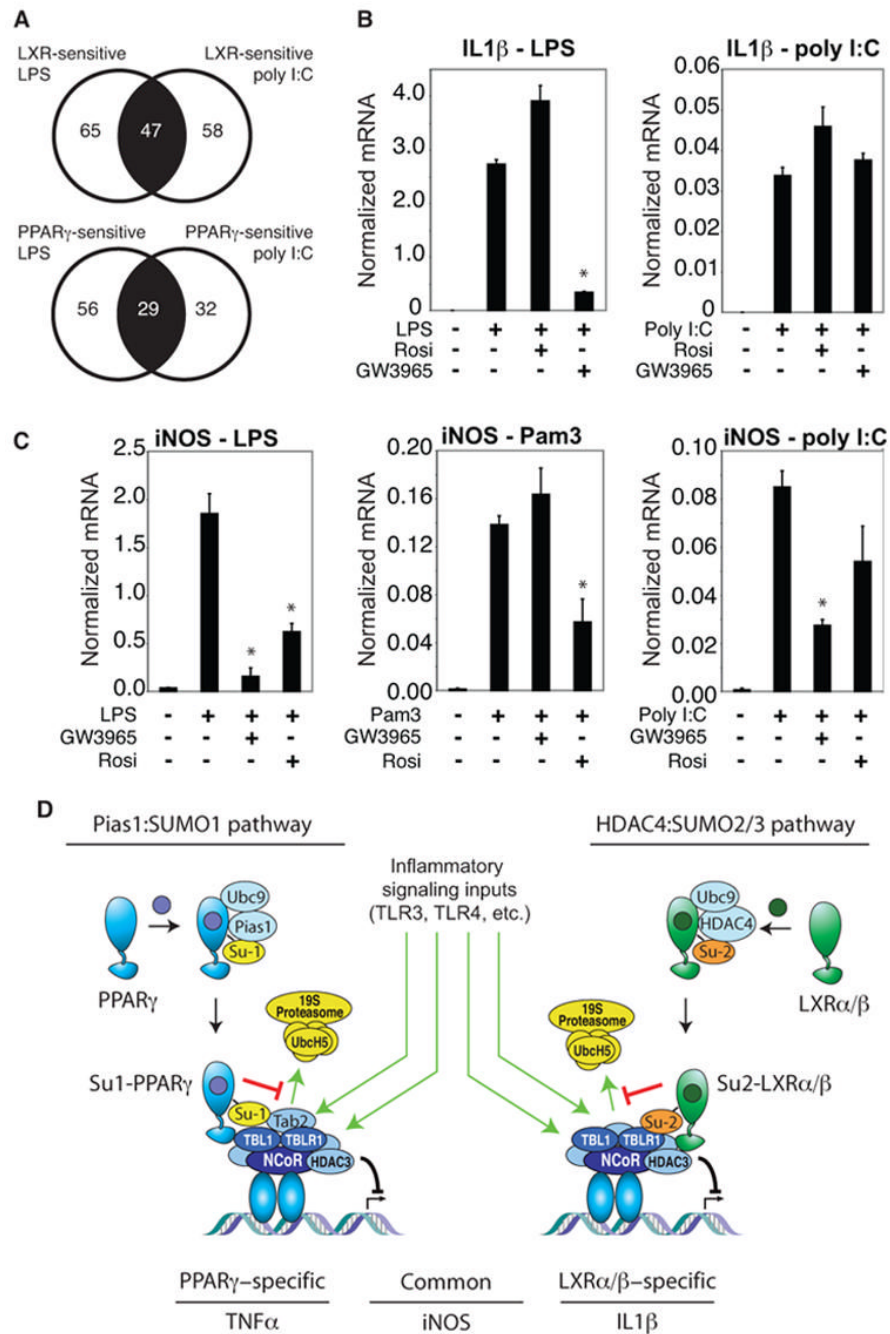 A
LXR-sensitive LPS
LXR-sensitive poly I:C
65
47
58
PPARγ-sensitive LPS
PPARγ-sensitive poly I:C
56
29
32
B
IL1β - LPS
Normalized mRNA
4.0
3.0
2.0
1.0
0
*
LPS - + + +
Rosi - - + -
GW3965 - - - +
IL1β - poly I:C
Normalized mRNA
0.06
0.05
0.04
0.03
0.02
0.01
0
Poly I:C - + + +
Rosi - - + -
GW3965 - - - +
C
iNOS - LPS
Normalized mRNA
2.5
2.0
1.5
1.0
0.5
0.0
*
*
LPS - + + +
GW3965 - - + -
Rosi - - - +
iNOS - Pam3
Normalized mRNA
0.20
0.16
0.12
0.08
0.04
0.00
*
Pam3 - + + +
GW3965 - - + -
Rosi - - - +
iNOS - poly I:C
Normalized mRNA
0.10
0.08
0.06
0.04
0.02
0.00
*
Poly I:C - + + +
GW3965 - - + -
Rosi - - - +
D
Pias1:SUMO1 pathway
HDAC4:SUMO2/3 pathway
Inflammatory
signaling inputs
(TLR3, TLR4, etc.)
Ubc9
Pias1
Su-1
PPARγ
Ubc9
HDAC4
Su-2
LXRα/β
19S
Proteasome
UbcH5
19S
Proteasome
UbcH5
Su1-PPARγ
Su2-LXRα/β
Su-1
Tab2
TBL1
TBLR1
NCoR
HDAC3
Su-2
TBL1
TBLR1
NCoR
HDAC3
PPARγ–specific
Common
LXRα/β–specific
TNFα
iNOS
IL1β